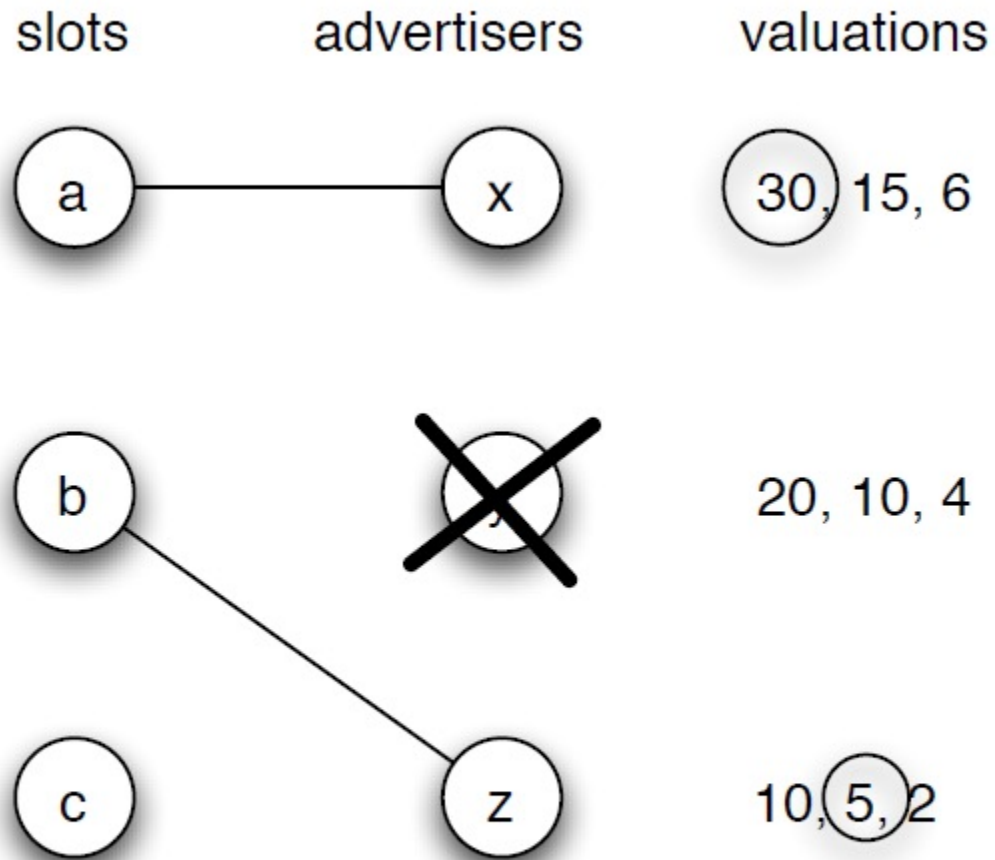 slots advertisers valuations
a x 30, 15, 6
b 20, 10, 4
c z 10, 5, 2